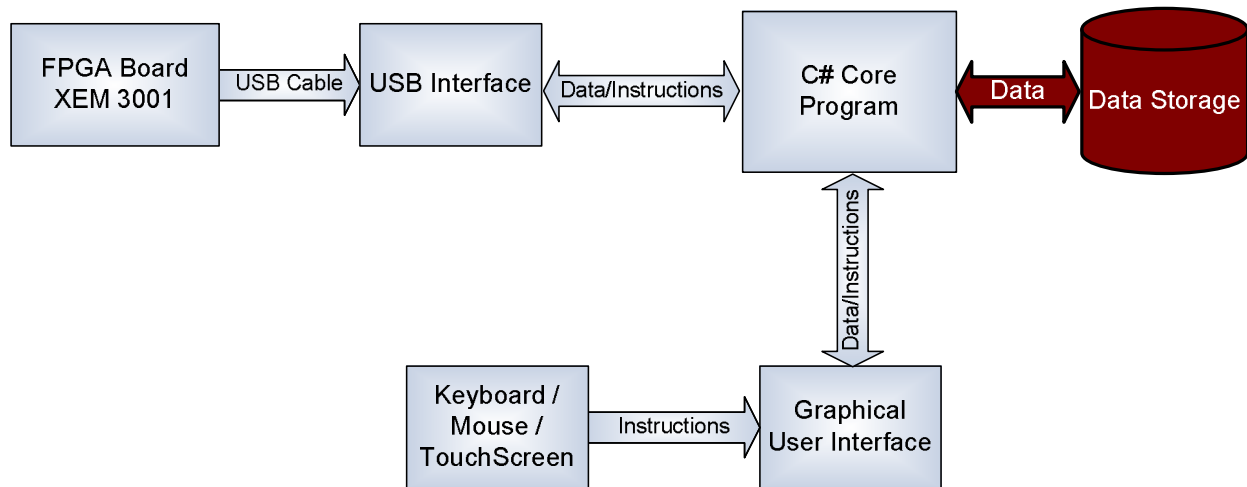 FPGA Board
XEM 3001
USB Cable
USB Interface
Data/Instructions
C# Core
Program
Data
Data Storage
Data/Instructions
Keyboard /
Mouse /
TouchScreen
Instructions
Graphical
User Interface